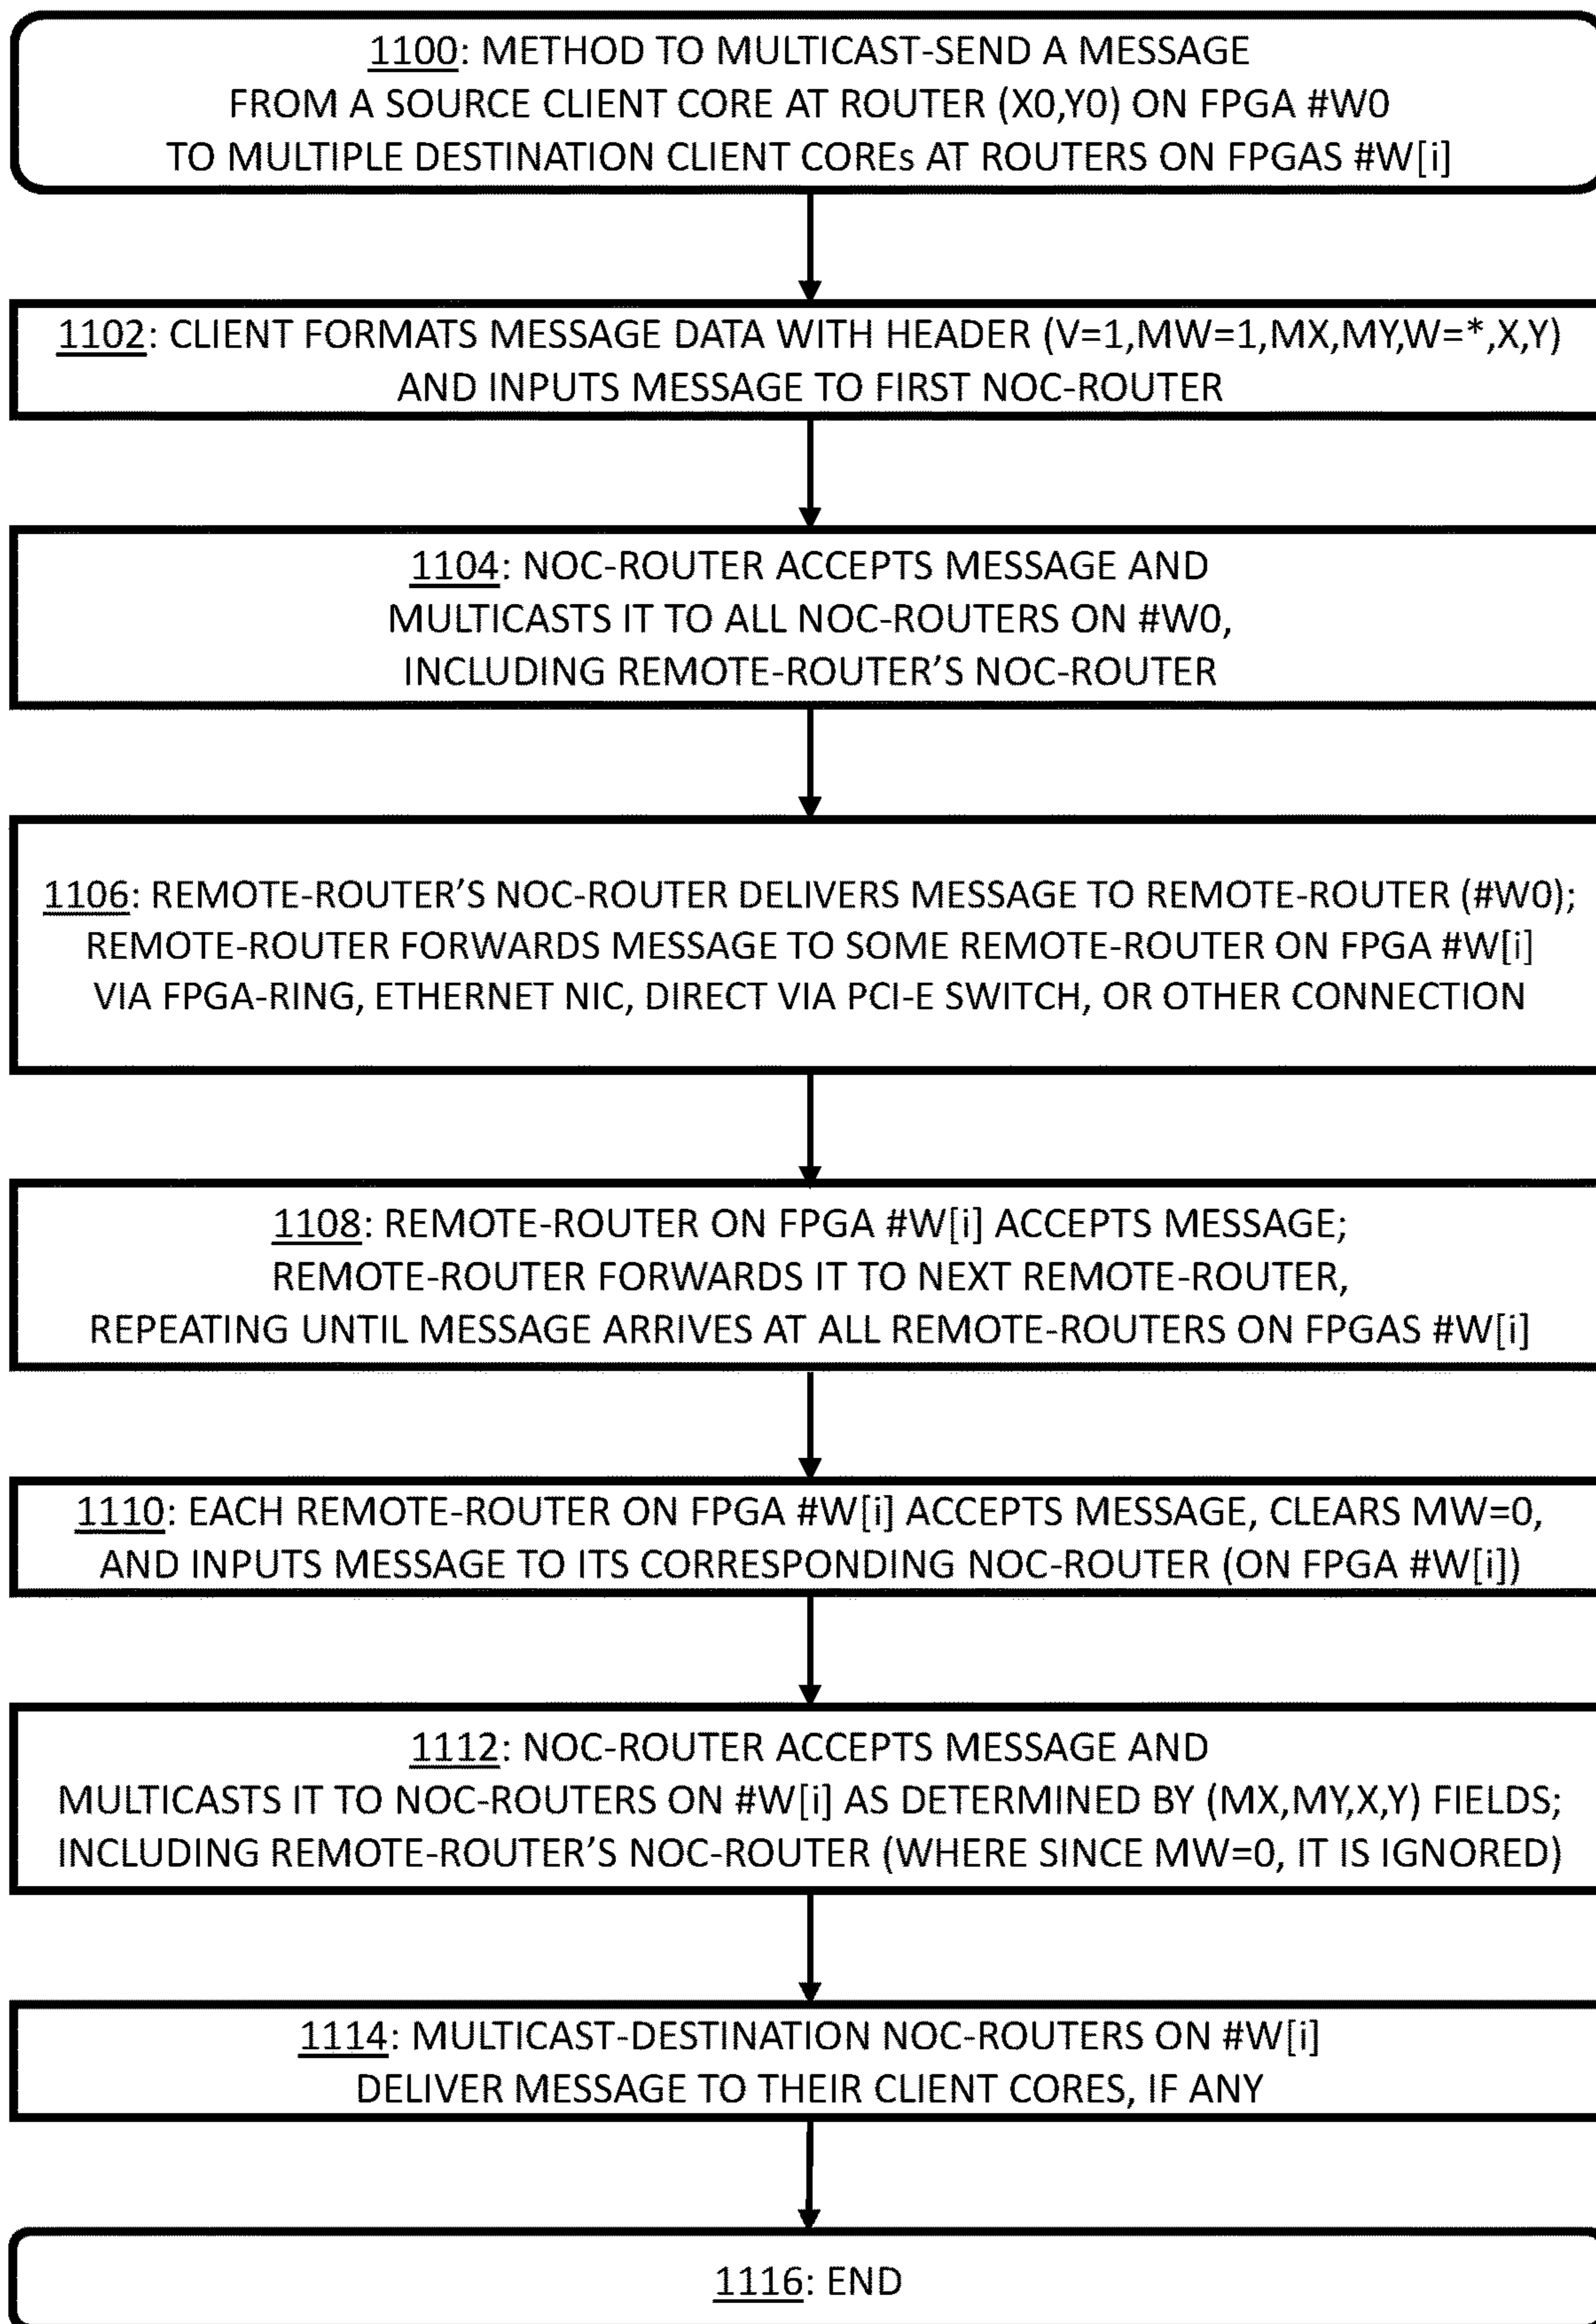 1100: METHOD TO MULTICAST-SEND A MESSAGE
FROM A SOURCE CLIENT CORE AT ROUTER (X0,Y0) ON FPGA #W0
TO MULTIPLE DESTINATION CLIENT COREs AT ROUTERS ON FPGAS #W[i]
1102: CLIENT FORMATS MESSAGE DATA WITH HEADER (V=1,MW=1,MX,MY,W=*,X,Y)
AND INPUTS MESSAGE TO FIRST NOC-ROUTER
1104: NOC-ROUTER ACCEPTS MESSAGE AND
MULTICASTS IT TO ALL NOC-ROUTERS ON #W0,
INCLUDING REMOTE-ROUTER'S NOC-ROUTER
1106: REMOTE-ROUTER'S NOC-ROUTER DELIVERS MESSAGE TO REMOTE-ROUTER (#W0);
REMOTE-ROUTER FORWARDS MESSAGE TO SOME REMOTE-ROUTER ON FPGA #W[i]
VIA FPGA-RING, ETHERNET NIC, DIRECT VIA PCI-E SWITCH, OR OTHER CONNECTION
1108: REMOTE-ROUTER ON FPGA #W[i] ACCEPTS MESSAGE;
REMOTE-ROUTER FORWARDS IT TO NEXT REMOTE-ROUTER,
REPEATING UNTIL MESSAGE ARRIVES AT ALL REMOTE-ROUTERS ON FPGAS #W[i]
1110: EACH REMOTE-ROUTER ON FPGA #W[i] ACCEPTS MESSAGE, CLEARS MW=0,
AND INPUTS MESSAGE TO ITS CORRESPONDING NOC-ROUTER (ON FPGA #W[i])
1112: NOC-ROUTER ACCEPTS MESSAGE AND
MULTICASTS IT TO NOC-ROUTERS ON #W[i] AS DETERMINED BY (MX,MY,X,Y) FIELDS;
INCLUDING REMOTE-ROUTER'S NOC-ROUTER (WHERE SINCE MW=0, IT IS IGNORED)
1114: MULTICAST-DESTINATION NOC-ROUTERS ON #W[i]
DELIVER MESSAGE TO THEIR CLIENT CORES, IF ANY
1116: END